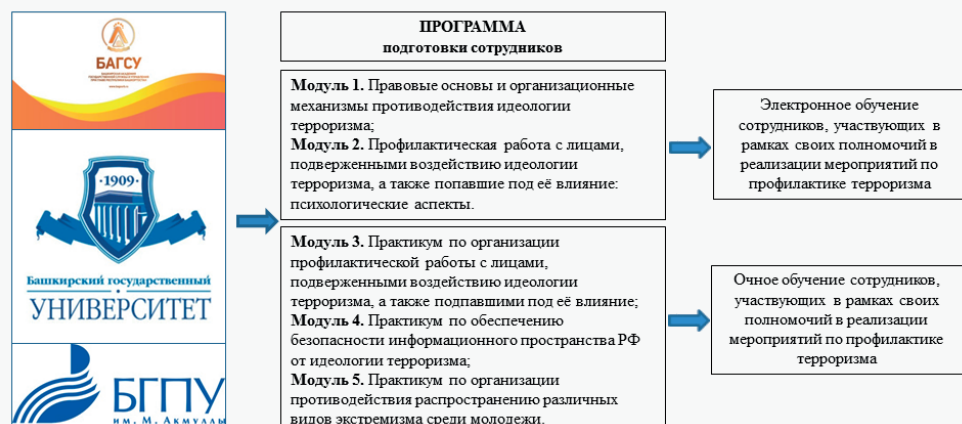 БАГСУ
·1909·
Башкирский государственный
УНИВЕРСИТЕТ
БГПУ
им. М. Акмуллы
ПРОГРАММА
подготовки сотрудников
Модуль 1. Правовые основы и организационные
механизмы противодействия идеологии
терроризма;
Модуль 2. Профилактическая работа с лицами,
подверженными воздействию идеологии
терроризма, а также попавшие под её влияние:
психологические аспекты.
Модуль 3. Практикум по организации
профилактической работы с лицами,
подверженными воздействию идеологии
терроризма, а также подпавшими под её влияние;
Модуль 4. Практикум по обеспечению
безопасности информационного пространства РФ
от идеологии терроризма;
Модуль 5. Практикум по организации
противодействия распространению различных
видов экстремизма среди молодежи.
Электронное обучение
сотрудников, участвующих в
рамках своих полномочий в
реализации мероприятий по
профилактике терроризма
Очное обучение сотрудников,
участвующих в рамках своих
полномочий в реализации
мероприятий по профилактике
терроризма